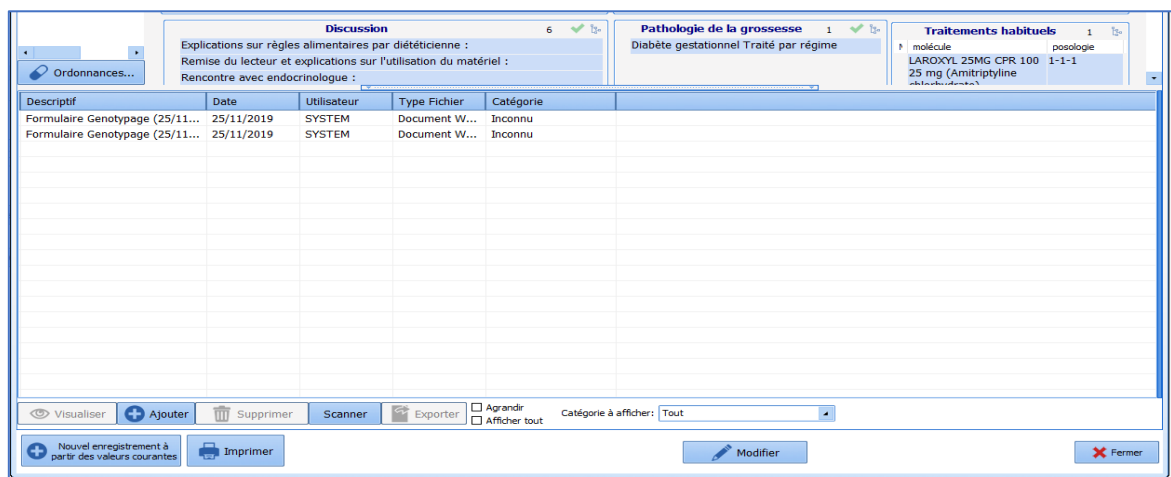 Discussion 6
Explications sur règles alimentaires par diététicienne :
Remise du lecteur et explications sur l'utilisation du matériel :
Rencontre avec endocrinologue :
Pathologie de la grossesse 1
Diabète gestationnel Traité par régime
Traitements habituels 1
molécule posologie
LAROXYL 25MG CPR 100 1-1-1
25 mg (Amitriptyline
chlorhydrate)
Ordonnances...
Descriptif Date Utilisateur Type Fichier Catégorie
Formulaire Genotypage (25/11... 25/11/2019 SYSTEM Document W... Inconnu
Formulaire Genotypage (25/11... 25/11/2019 SYSTEM Document W... Inconnu
Visualiser Ajouter Supprimer Scanner Exporter
Agrandir
Afficher tout
Catégorie à afficher: Tout
Nouvel enregistrement à
partir des valeurs courantes
Imprimer
Modifier
Fermer